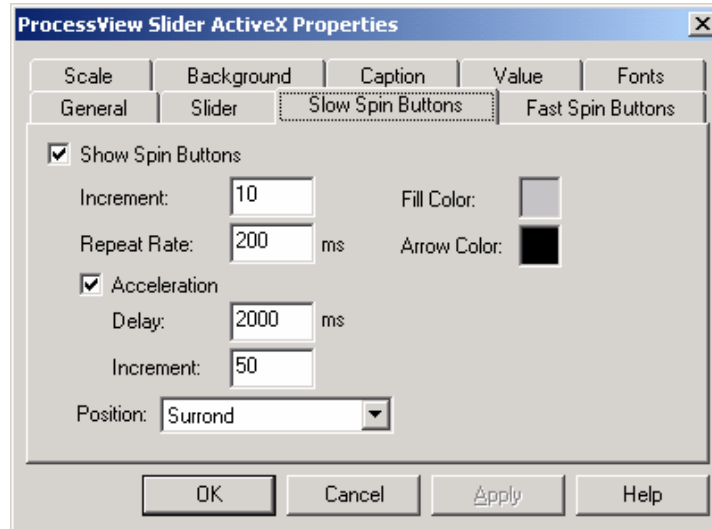 ProcessView Slider ActiveX Properties
Scale Background Caption Value Fonts
General Slider Slow Spin Buttons Fast Spin Buttons
Show Spin Buttons
Increment: 10 Fill Color:
Repeat Rate: 200 ms Arrow Color:
Acceleration
Delay: 2000 ms
Increment: 50
Position: Surrond
OK Cancel Apply Help